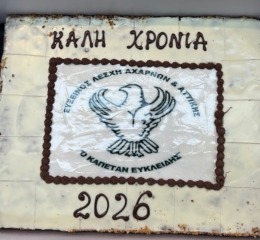 ΚΑΛΗ ΧΡΟΝΙΑ
ΕΥΞΕΙΝΟΣ ΛΕΣΧΗ ΑΧΑΡΝΩΝ & ΑΤΤΙΚΗΣ
Ο ΚΑΠΕΤΑΝ ΕΥΚΛΕΙΔΗΣ
2026